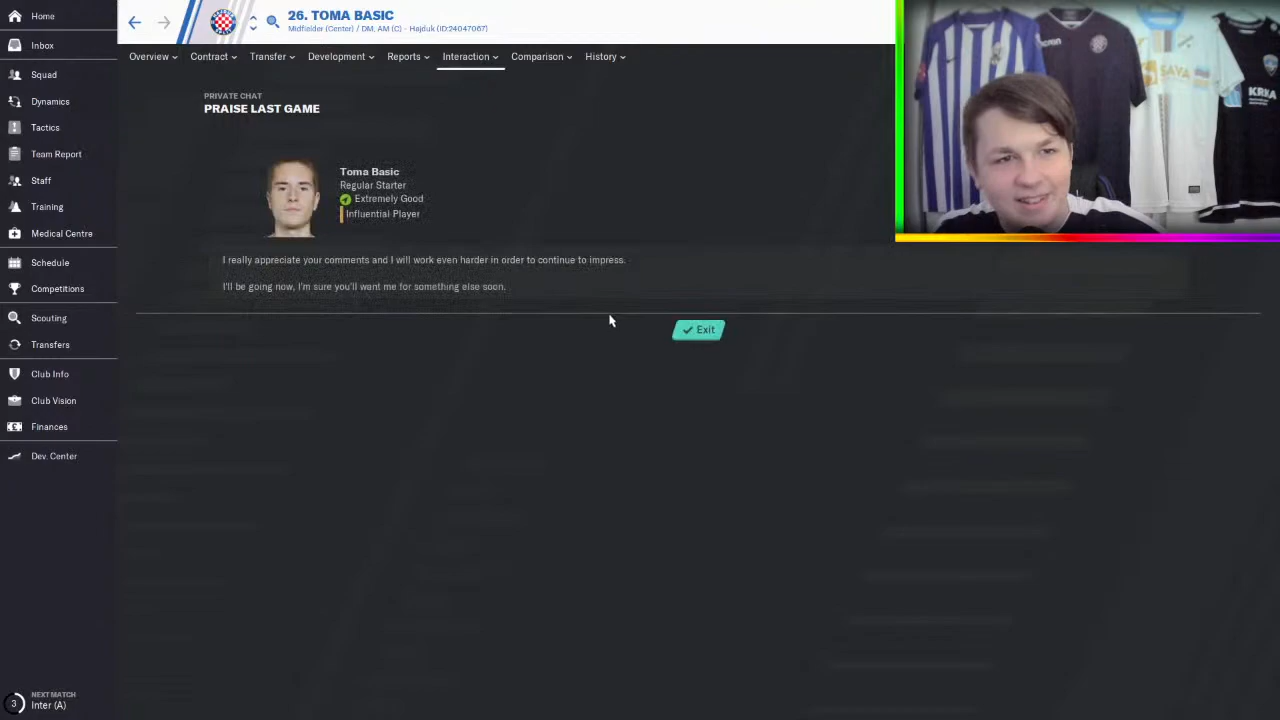 Home
Inbox
Squad
Dynamics
Tactics
Team Report
Staff
Training
Medical Centre
Schedule
Competitions
Scouting
Transfers
Club Info
Club Vision
Finances
Dev. Center
3
NEXT MATCH
Inter (A)
26. TOMA BASIC
Midfielder (Center) / DM, AM (C) - Hajduk (ID:24047067)
Overview
Contract
Transfer
Development
Reports
Interaction
Comparison
History
PRIVATE CHAT
PRAISE LAST GAME
Toma Basic
Regular Starter
Extremely Good
Influential Player
I really appreciate your comments and I will work even harder in order to continue to impress.
I'll be going now, I'm sure you'll want me for something else soon.
Exit
SAVA
KRKA